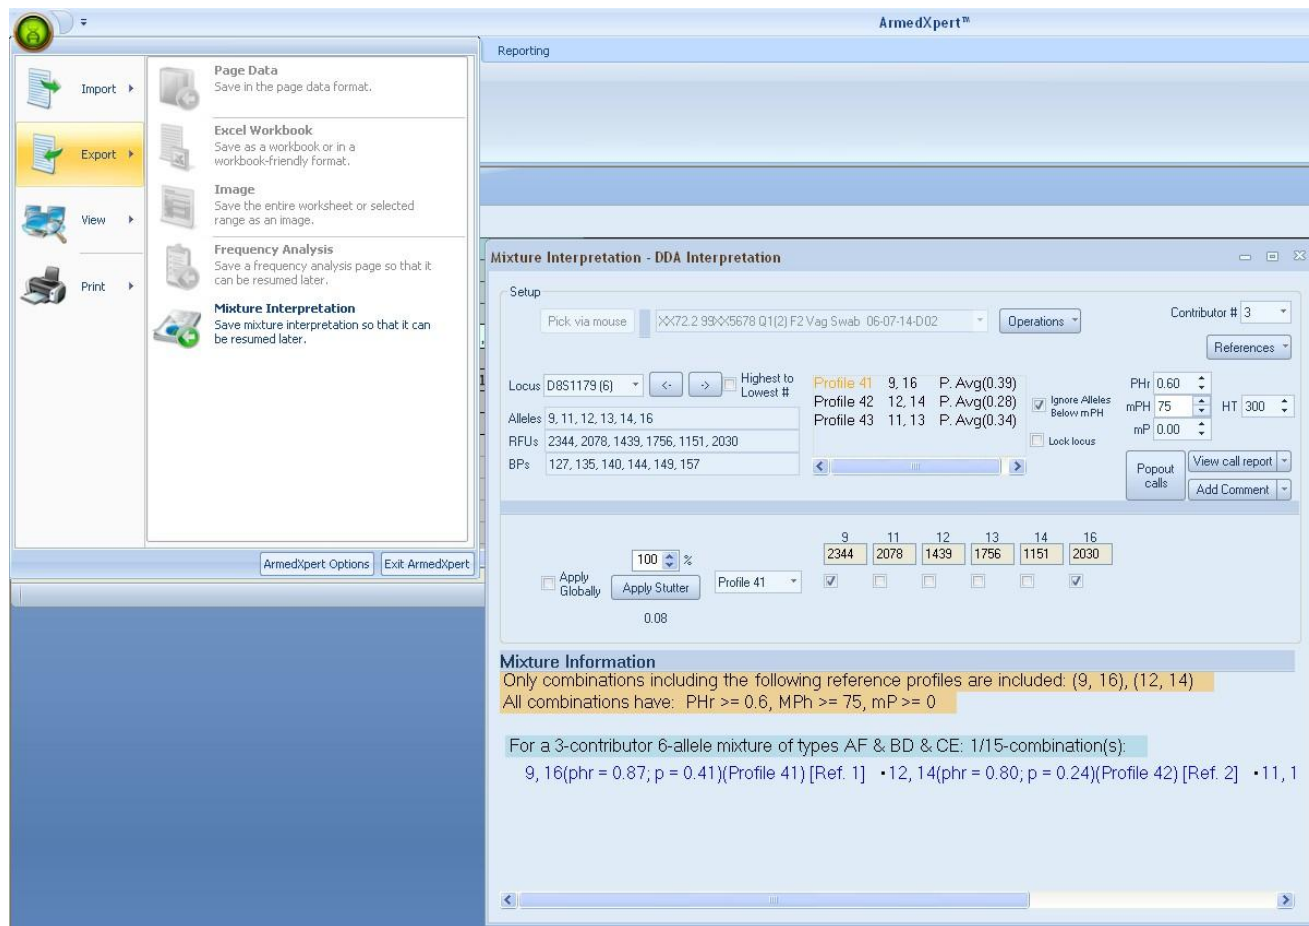 ArmedXpert™
Reporting
Import
Export
View
Print
Page Data
Save in the page data format.
Excel Workbook
Save as a workbook or in a
workbook-friendly format.
Image
Save the entire worksheet or selected
range as an image.
Frequency Analysis
Save a frequency analysis page so that it
can be resumed later.
Mixture Interpretation
Save mixture interpretation so that it can
be resumed later.
ArmedXpert Options Exit ArmedXpert
Mixture Interpretation - DDA Interpretation
Setup
Pick via mouse XX72.2 99XX5678 Q1(2) F2 Vag Swab 06-07-14-D02 Operations Contributor # 3
References
Locus D8S1179 (6) <- -> Highest to
Lowest #
Alleles 9, 11, 12, 13, 14, 16
RFUs 2344, 2078, 1439, 1756, 1151, 2030
BPs 127, 135, 140, 144, 149, 157
Profile 41 9, 16 P. Avg(0.39)
Profile 42 12, 14 P. Avg(0.28)
Profile 43 11, 13 P. Avg(0.34)
Ignore Alleles
Below mPH
Lock locus
PHr 0.60
mPH 75 HT 300
mP 0.00
Popout
calls
View call report
Add Comment
100 %
Apply
Globally
Apply Stutter
0.08
Profile 41
9 11 12 13 14 16
2344 2078 1439 1756 1151 2030
Mixture Information
Only combinations including the following reference profiles are included: (9, 16), (12, 14)
All combinations have: PHr >= 0.6, MPh >= 75, mP >= 0
For a 3-contributor 6-allele mixture of types AF & BD & CE: 1/15-combination(s):
9, 16(phr = 0.87; p = 0.41)(Profile 41) [Ref. 1] •12, 14(phr = 0.80; p = 0.24)(Profile 42) [Ref. 2] •11, 1